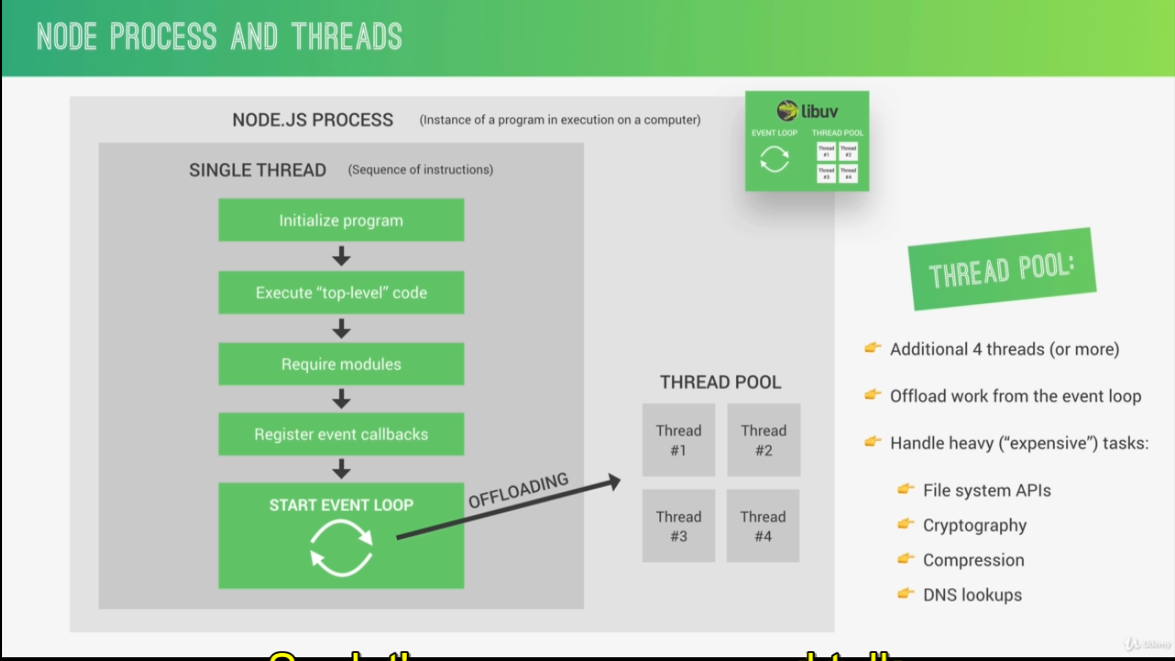 NODE PROCESS AND THREADS
NODE.JS PROCESS (Instance of a program in execution on a computer)
libuv
EVENT LOOP THREAD POOL
Thread #1 Thread #2
Thread #3 Thread #4
SINGLE THREAD (Sequence of instructions)
Initialize program
Execute “top-level” code
Require modules
Register event callbacks
START EVENT LOOP
OFFLOADING
THREAD POOL
Thread #1
Thread #2
Thread #3
Thread #4
THREAD POOL:
Additional 4 threads (or more)
Offload work from the event loop
Handle heavy (“expensive”) tasks:
File system APIs
Cryptography
Compression
DNS lookups
Udemy